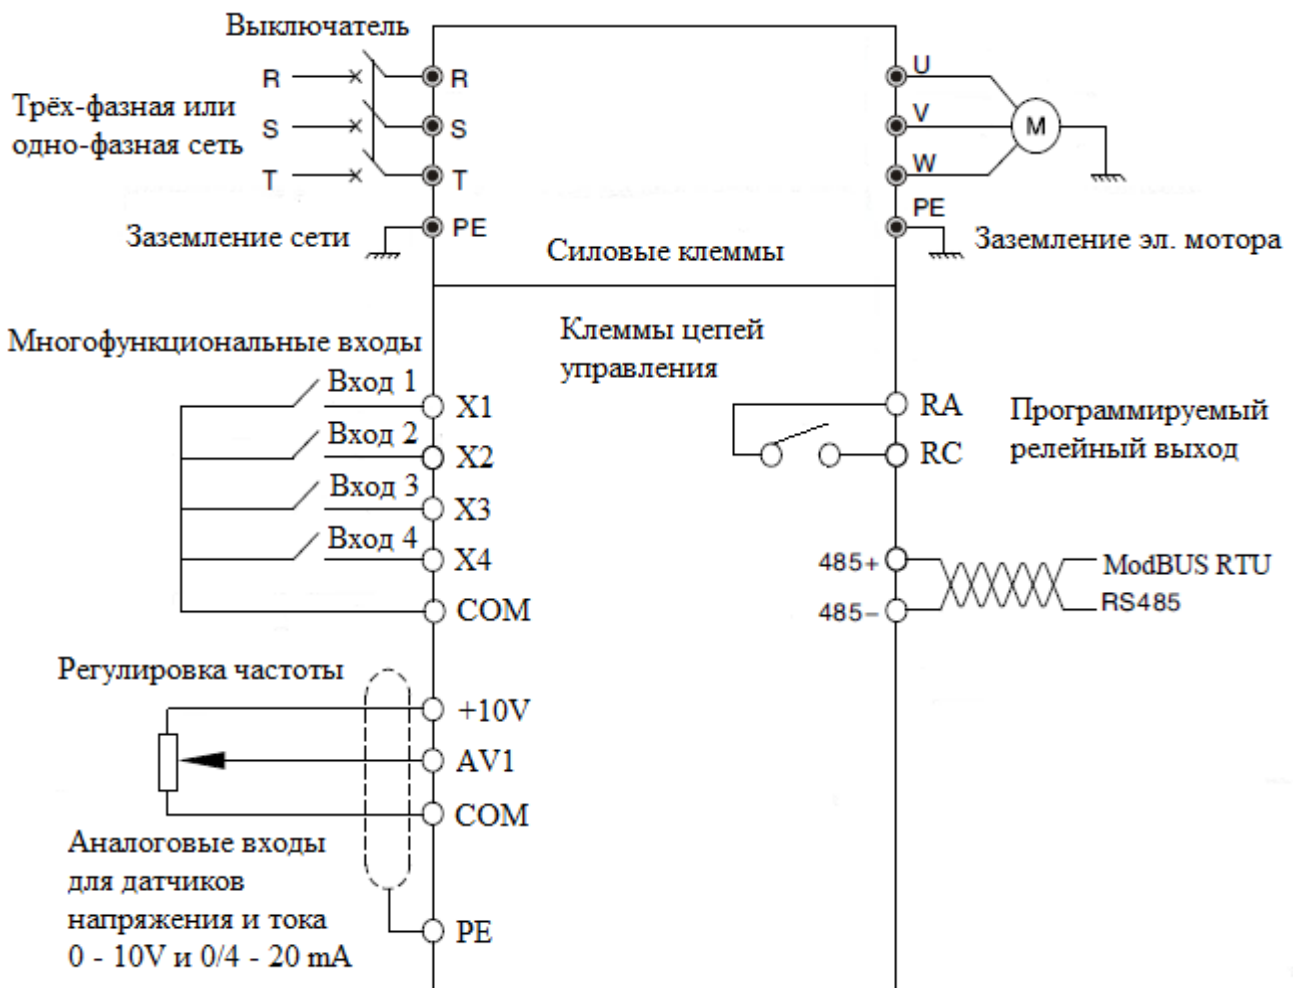 Выключатель
R
R
U
Трёх-фазная или
одно-фазная сеть
S
S
V
M
T
T
W
Заземление сети
PE
PE
Силовые клеммы
Заземление эл. мотора
Многофункциональные входы
Клеммы цепей
управления
Вход 1
X1
RA
Программируемый
релейный выход
Вход 2
X2
RC
Вход 3
X3
Вход 4
X4
485+
ModBUS RTU
COM
485−
RS485
Регулировка частоты
+10V
AV1
COM
Аналоговые входы
для датчиков
напряжения и тока
0 - 10V и 0/4 - 20 mA
PE